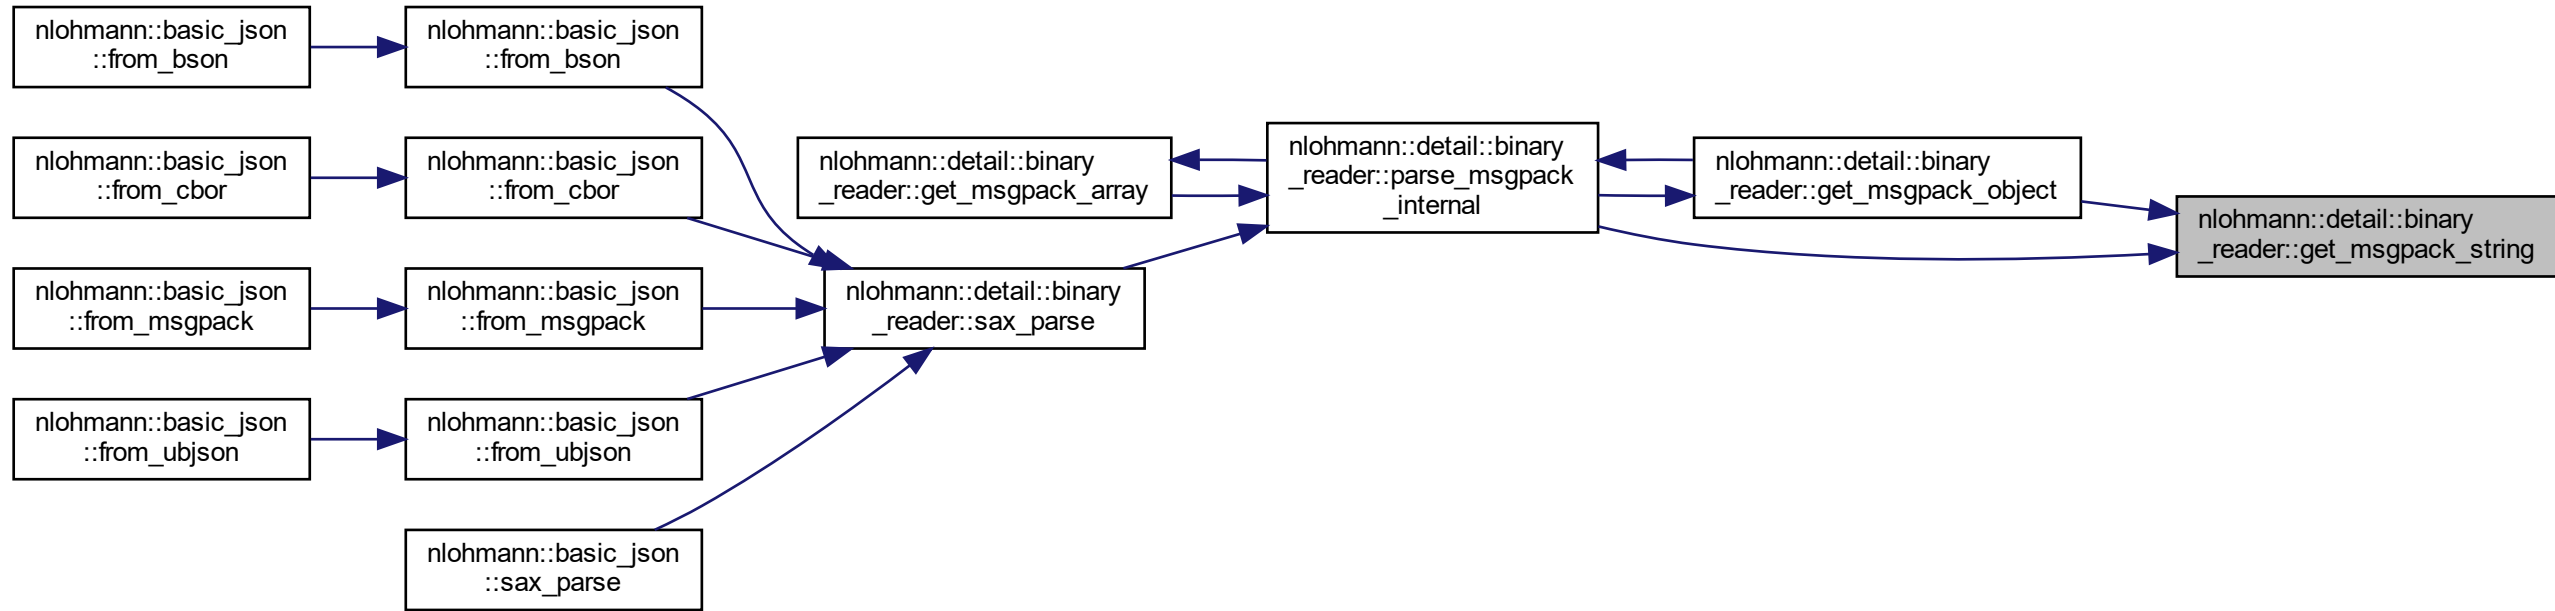 nlohmann::basic_json
::from_bson
nlohmann::basic_json
::from_bson
nlohmann::basic_json
::from_cbor
nlohmann::basic_json
::from_cbor
nlohmann::detail::binary
_reader::get_msgpack_array
nlohmann::detail::binary
_reader::parse_msgpack
_internal
nlohmann::detail::binary
_reader::get_msgpack_object
nlohmann::detail::binary
_reader::get_msgpack_string
nlohmann::basic_json
::from_msgpack
nlohmann::basic_json
::from_msgpack
nlohmann::detail::binary
_reader::sax_parse
nlohmann::basic_json
::from_ubjson
nlohmann::basic_json
::from_ubjson
nlohmann::basic_json
::sax_parse